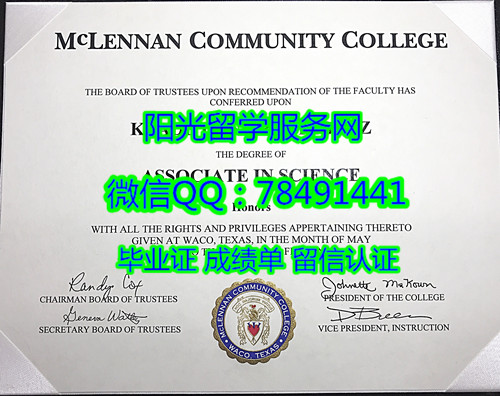 McLENNAN COMMUNITY COLLEGE
THE BOARD OF TRUSTEES UPON RECOMMENDATION OF THE FACULTY HAS
CONFERRED UPON
阳光留学服务网
THE DEGREE OF
ASSOCIATE IN SCIENCE
微信QQ：78491441
Honors
WITH ALL THE RIGHTS AND PRIVILEGES APPERTAINING THERETO
GIVEN AT WACO, TEXAS, IN THE MONTH OF MAY
毕业证 成绩单 留信认证
Randy Cox
CHAIRMAN BOARD OF TRUSTEES
Johnette McKown
PRESIDENT OF THE COLLEGE
SECRETARY BOARD OF TRUSTEES
VICE PRESIDENT, INSTRUCTION
McLENNAN COMMUNITY COLLEGE
WACO, TEXAS